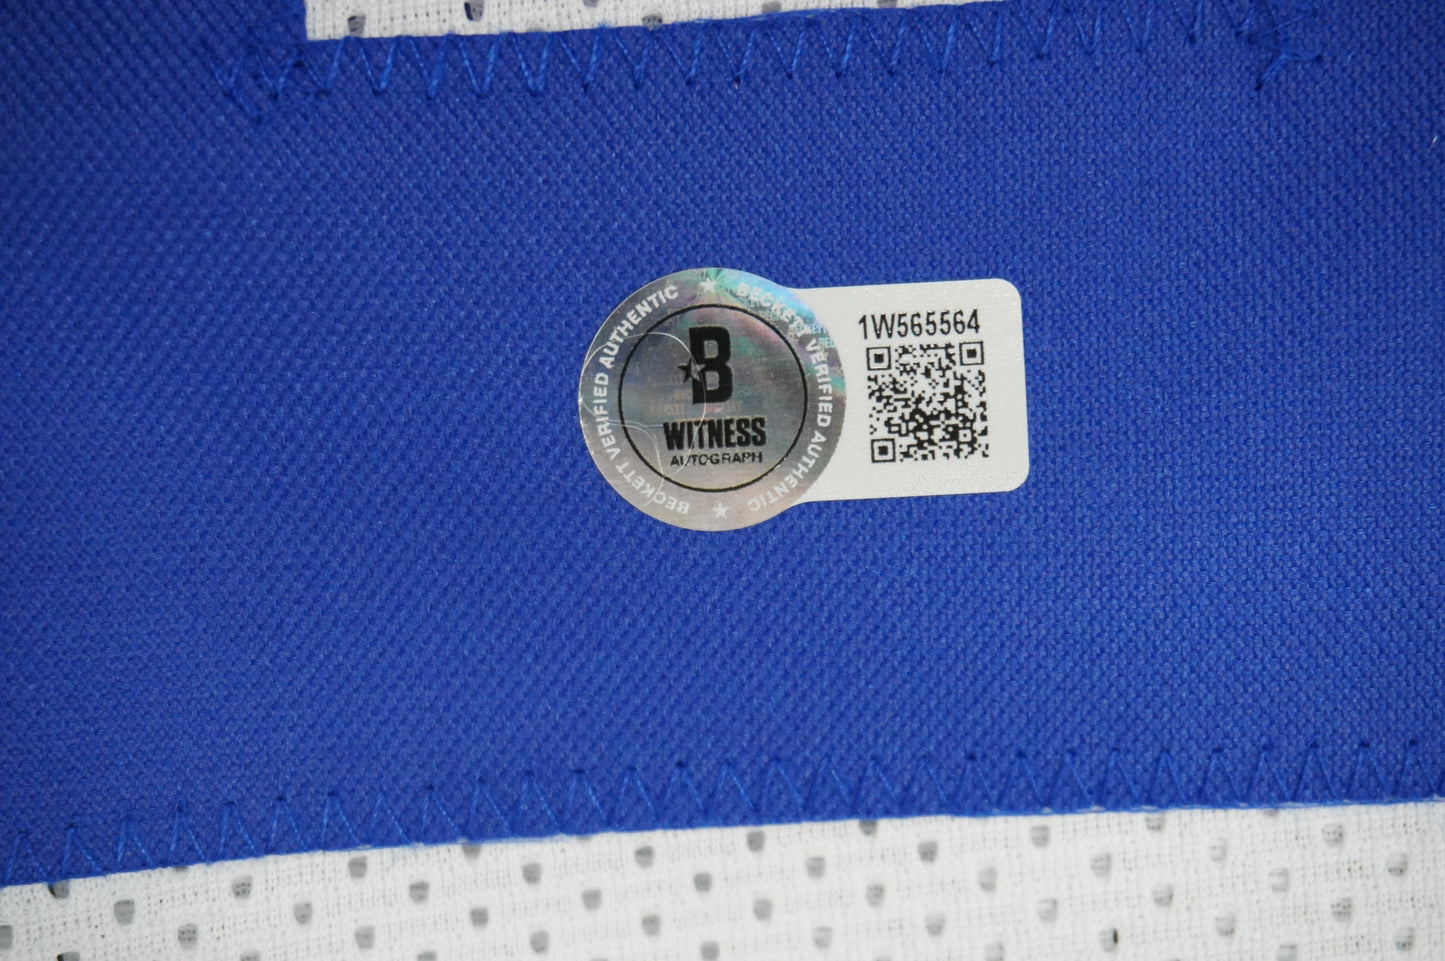 BECKETT VERIFIED AUTHENTIC ★ BECKETT VERIFIED AUTHENTIC ★
B
WITNESS
AUTOGRAPH
1W565564